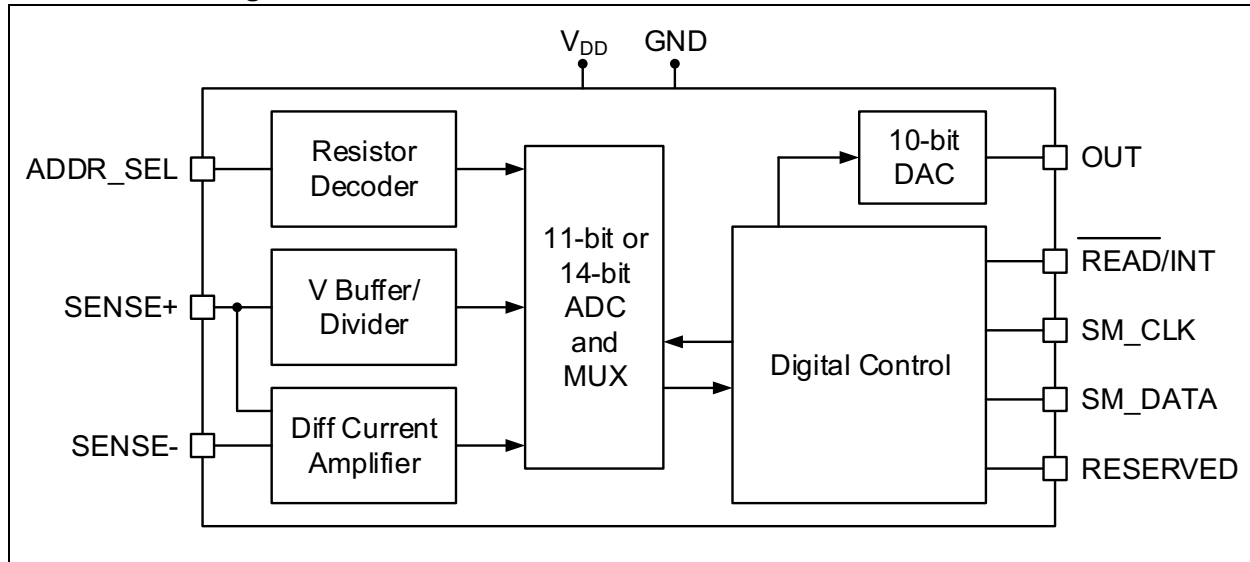 V_DD GND
ADDR_SEL
Resistor
Decoder
SENSE+
V Buffer/
Divider
SENSE-
Diff Current
Amplifier
11-bit or
14-bit
ADC
and
MUX
Digital Control
10-bit
DAC
OUT
READ/INT
SM_CLK
SM_DATA
RESERVED